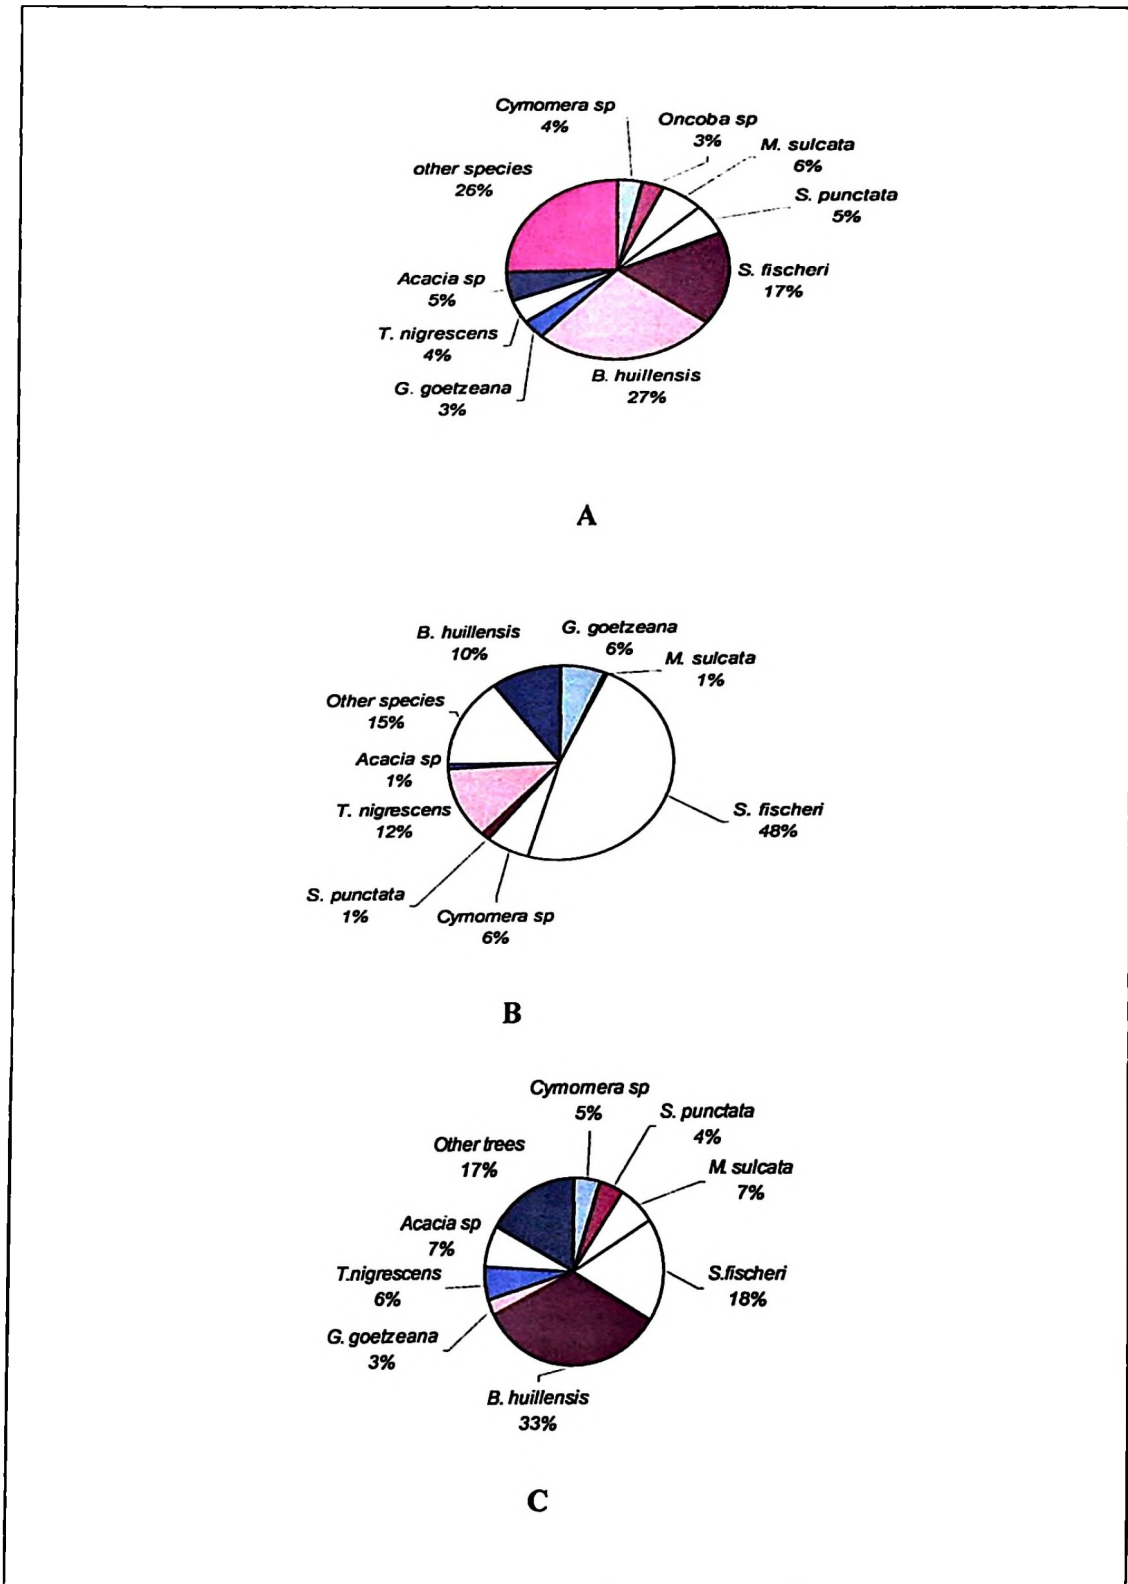 Cymomera sp
4%
Oncoba sp
3%
M. sulcata
6%
S. punctata
5%
other species
26%
S. fischeri
17%
Acacia sp
5%
T. nigrescens
4%
G. goetzeana
3%
B. huillensis
27%
A
B. huillensis
10%
G. goetzeana
6%
M. sulcata
1%
Other species
15%
Acacia sp
1%
T. nigrescens
12%
S. fischeri
48%
S. punctata
1%
Cymomera sp
6%
B
Cymomera sp
5%
S. punctata
4%
Other trees
17%
M. sulcata
7%
Acacia sp
7%
T.nigrescens
6%
S.fischeri
18%
G. goetzeana
3%
B. huillensis
33%
C